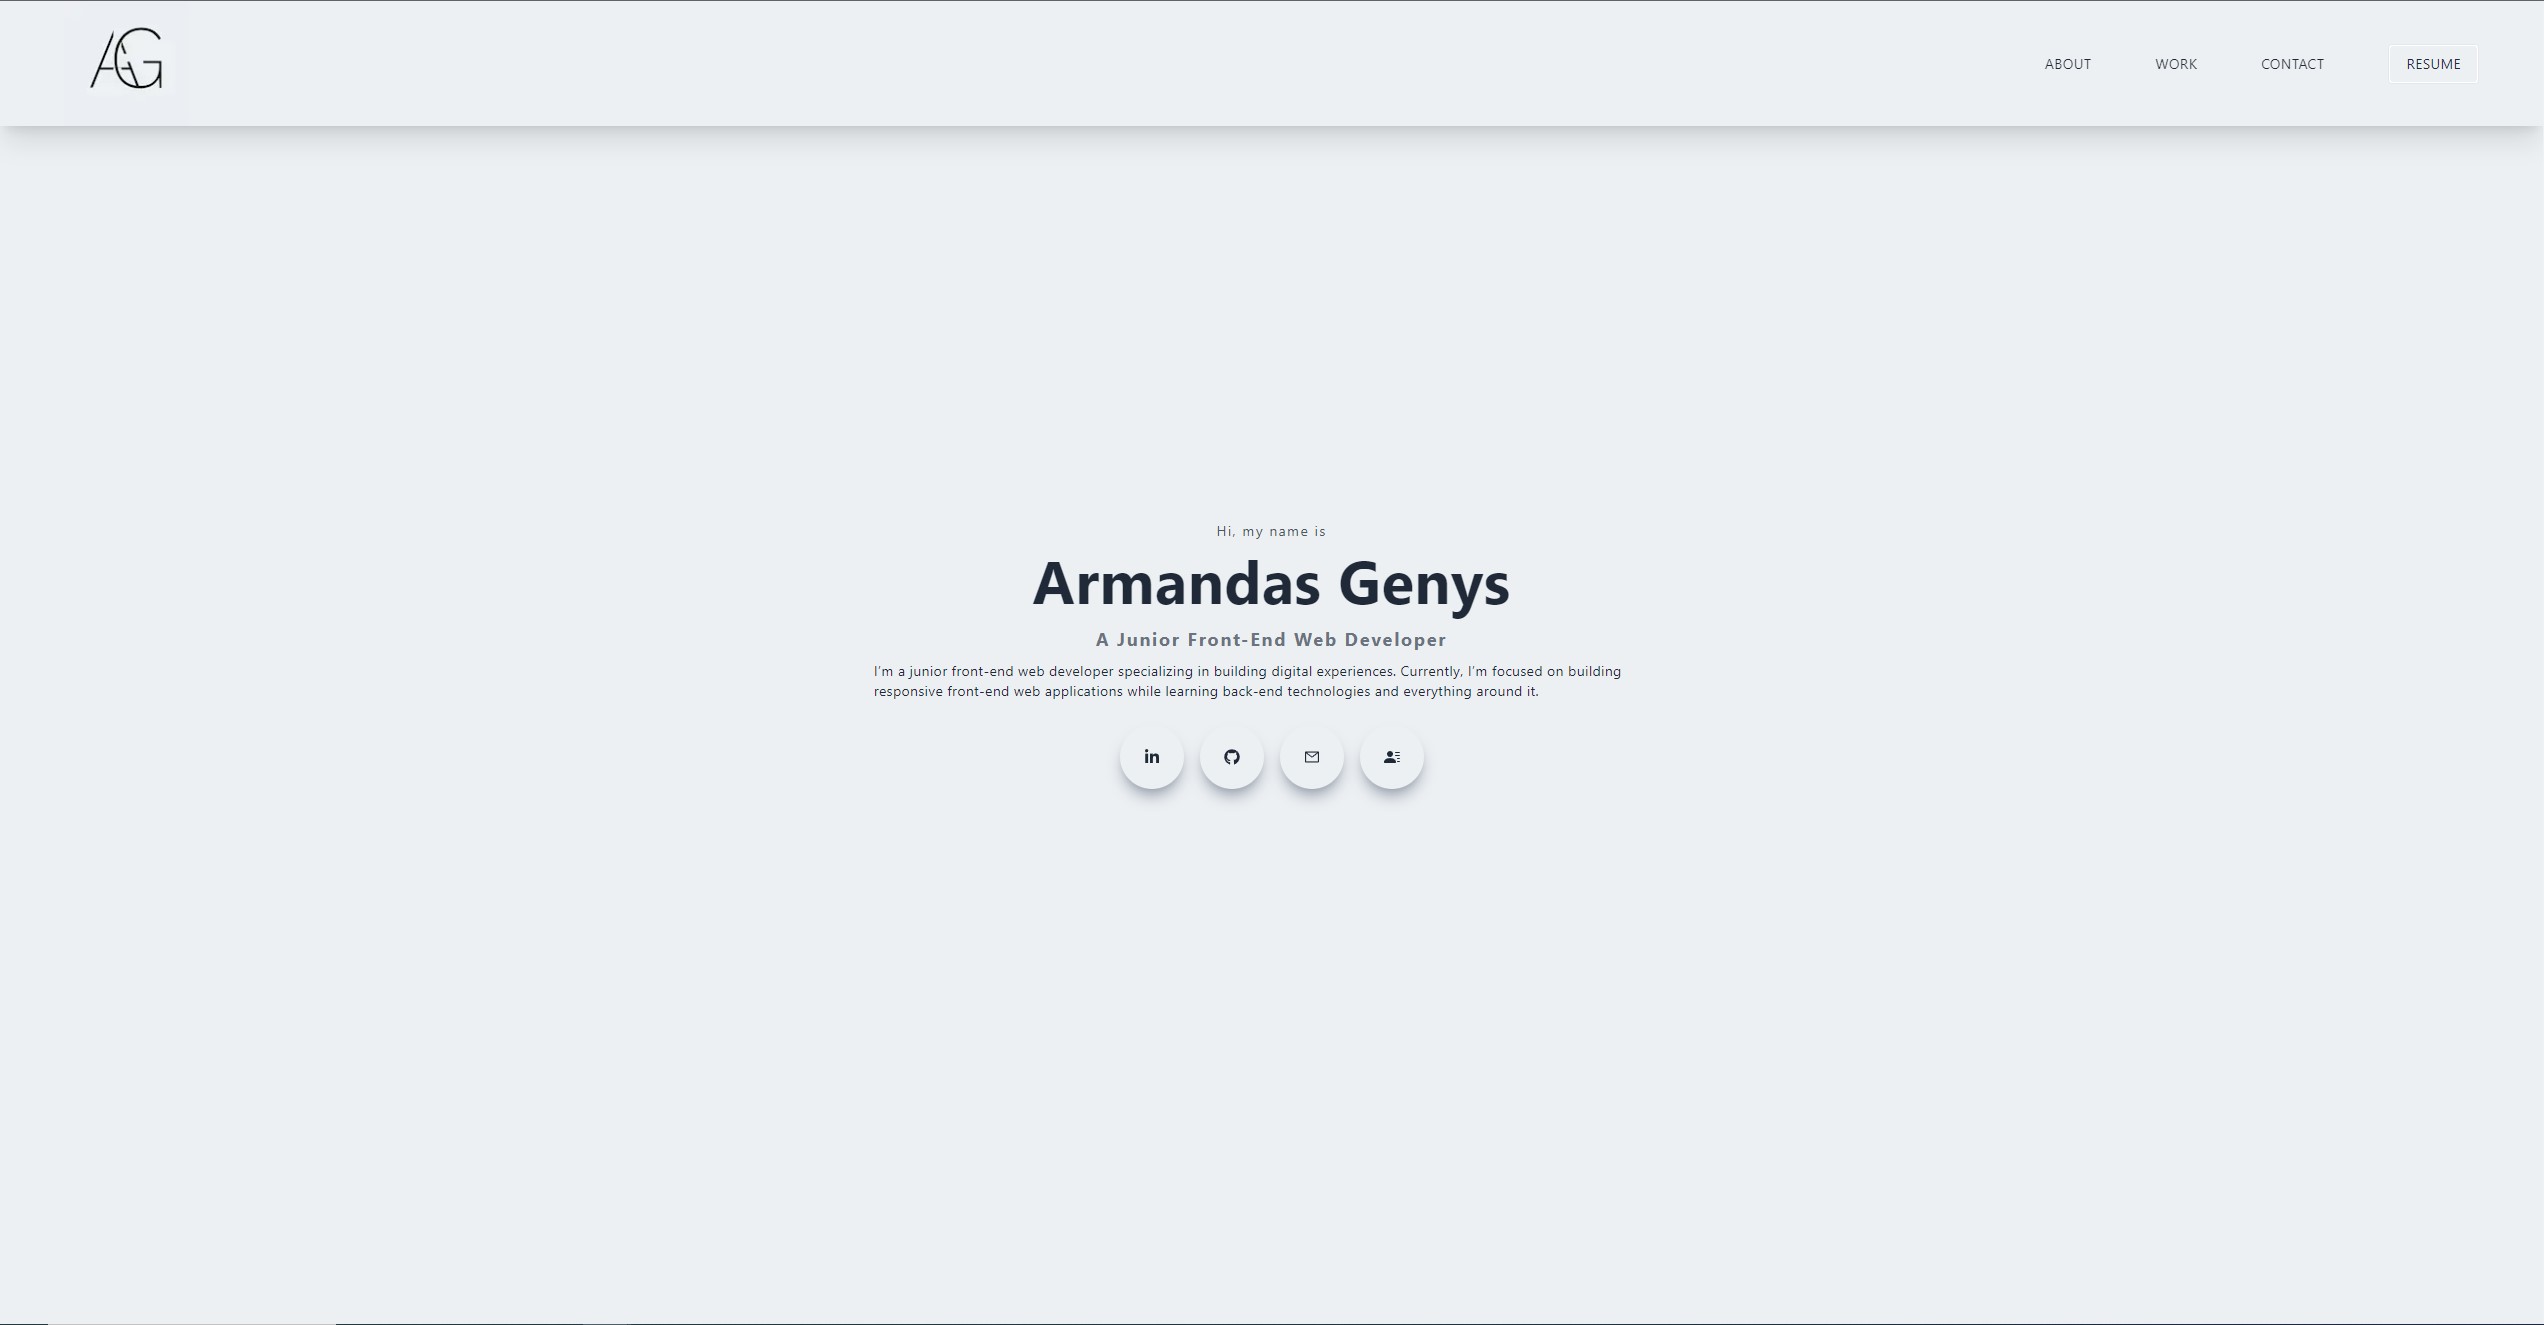 AG
ABOUT
WORK
CONTACT
RESUME
Hi, my name is
Armandas Genys
A Junior Front-End Web Developer
I'm a junior front-end web developer specializing in building digital experiences. Currently, I'm focused on building
responsive front-end web applications while learning back-end technologies and everything around it.
in